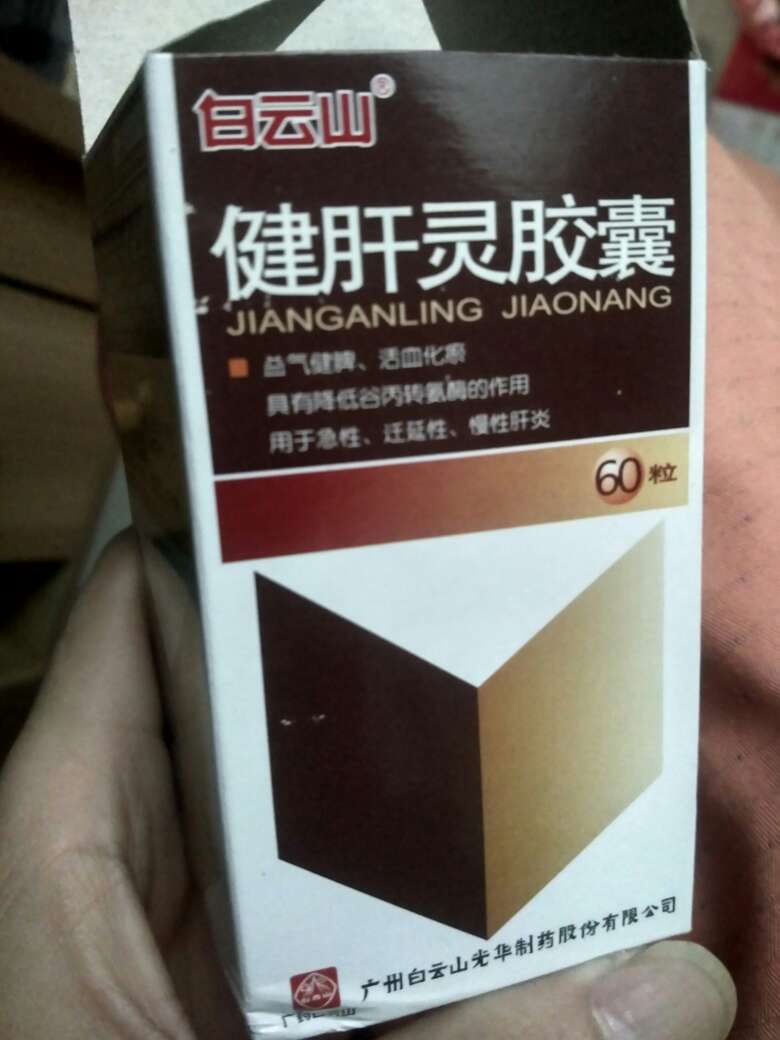 白云山®
健肝灵胶囊
JIANGANLING JIAONANG
益气健脾、活血化瘀
具有降低谷丙转氨酶的作用
用于急性、迁延性、慢性肝炎
60粒
广州白云山光华制药股份有限公司